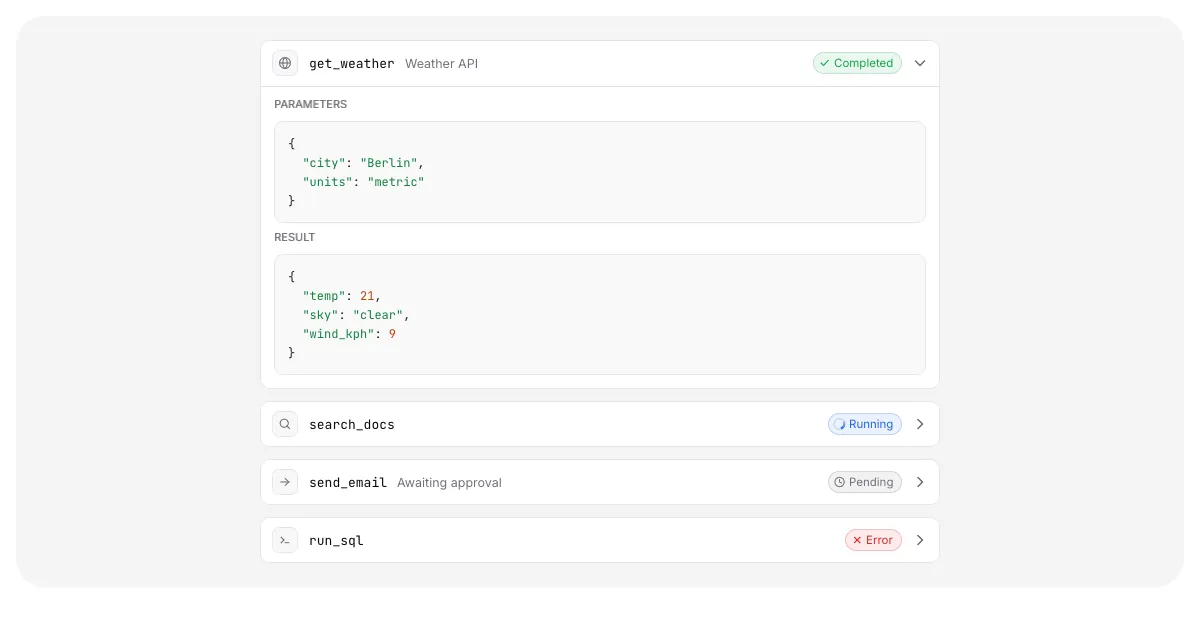 get_weather Weather API Completed
PARAMETERS
{
  "city": "Berlin",
  "units": "metric"
}
RESULT
{
  "temp": 21,
  "sky": "clear",
  "wind_kph": 9
}
search_docs Running
send_email Awaiting approval Pending
run_sql Error